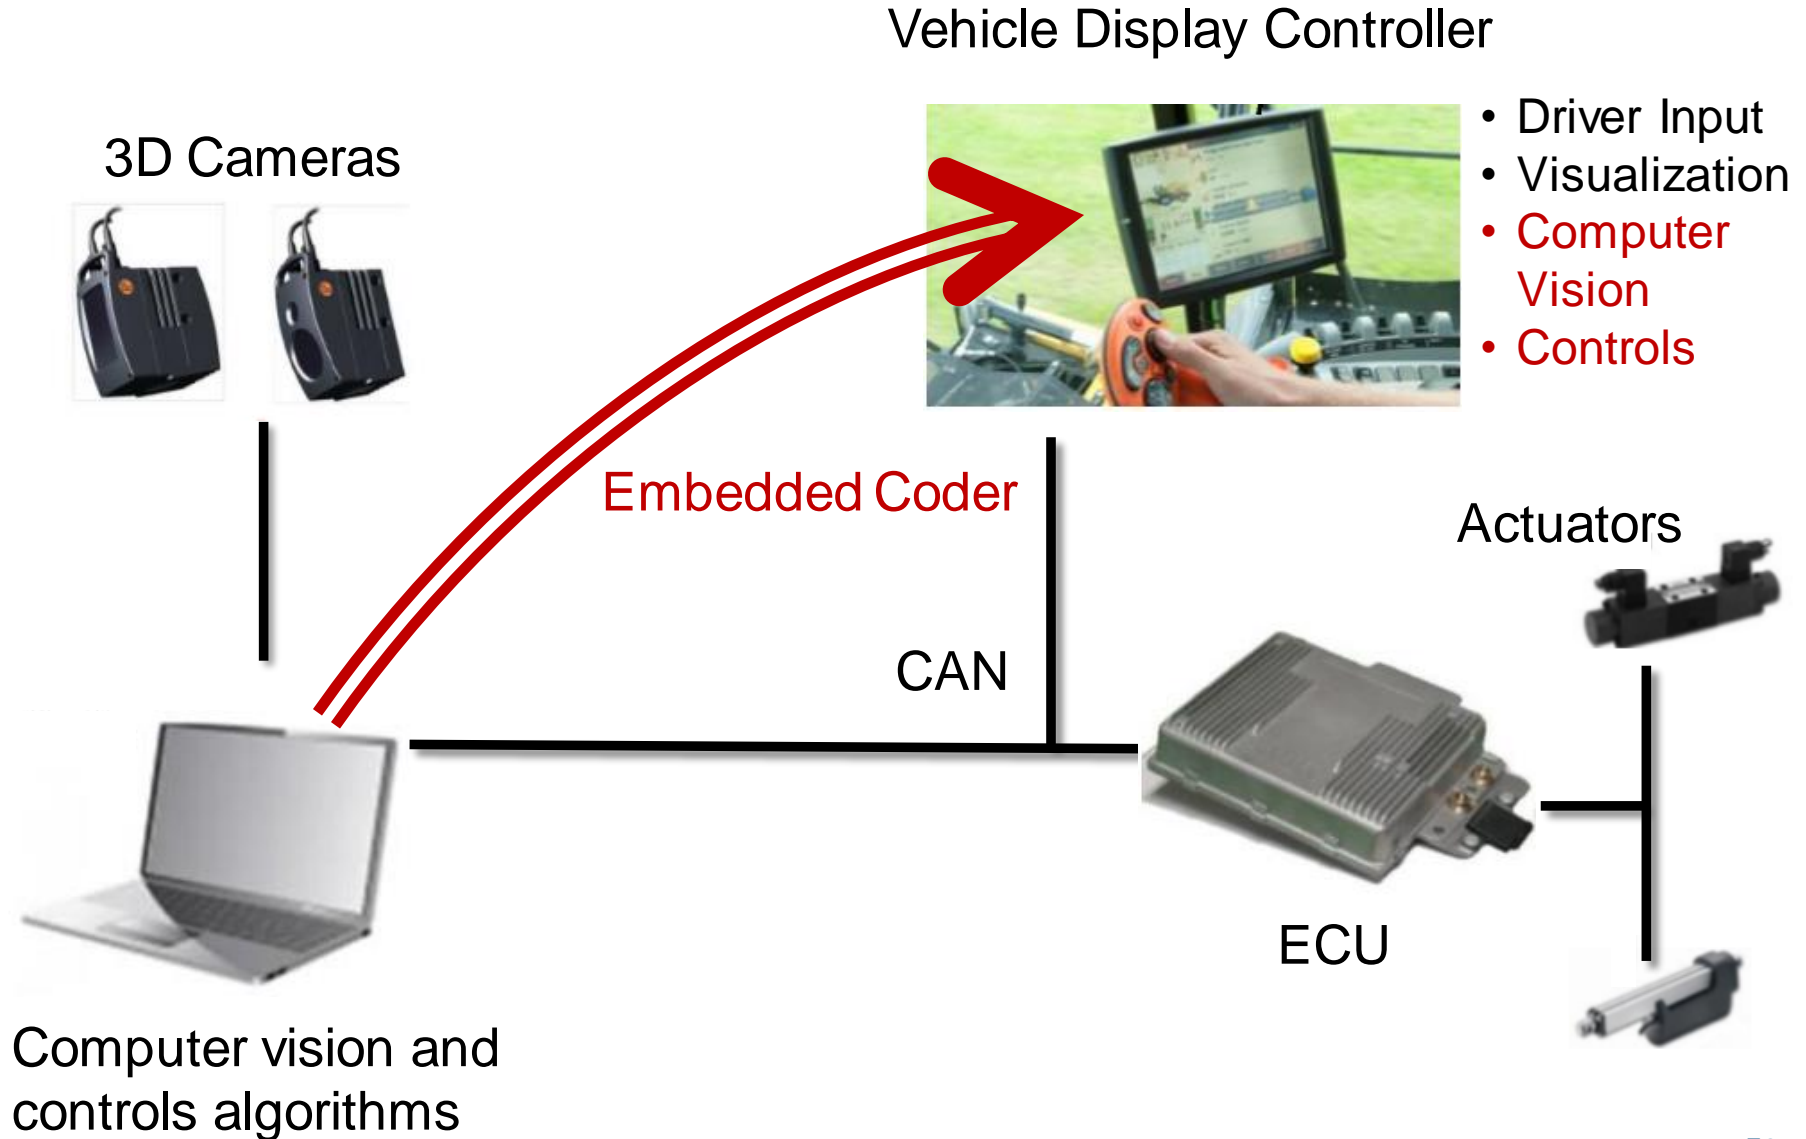 Vehicle Display Controller
3D Cameras
• Driver Input
• Visualization
• Computer
Vision
• Controls
Embedded Coder
Actuators
CAN
ECU
Computer vision and
controls algorithms